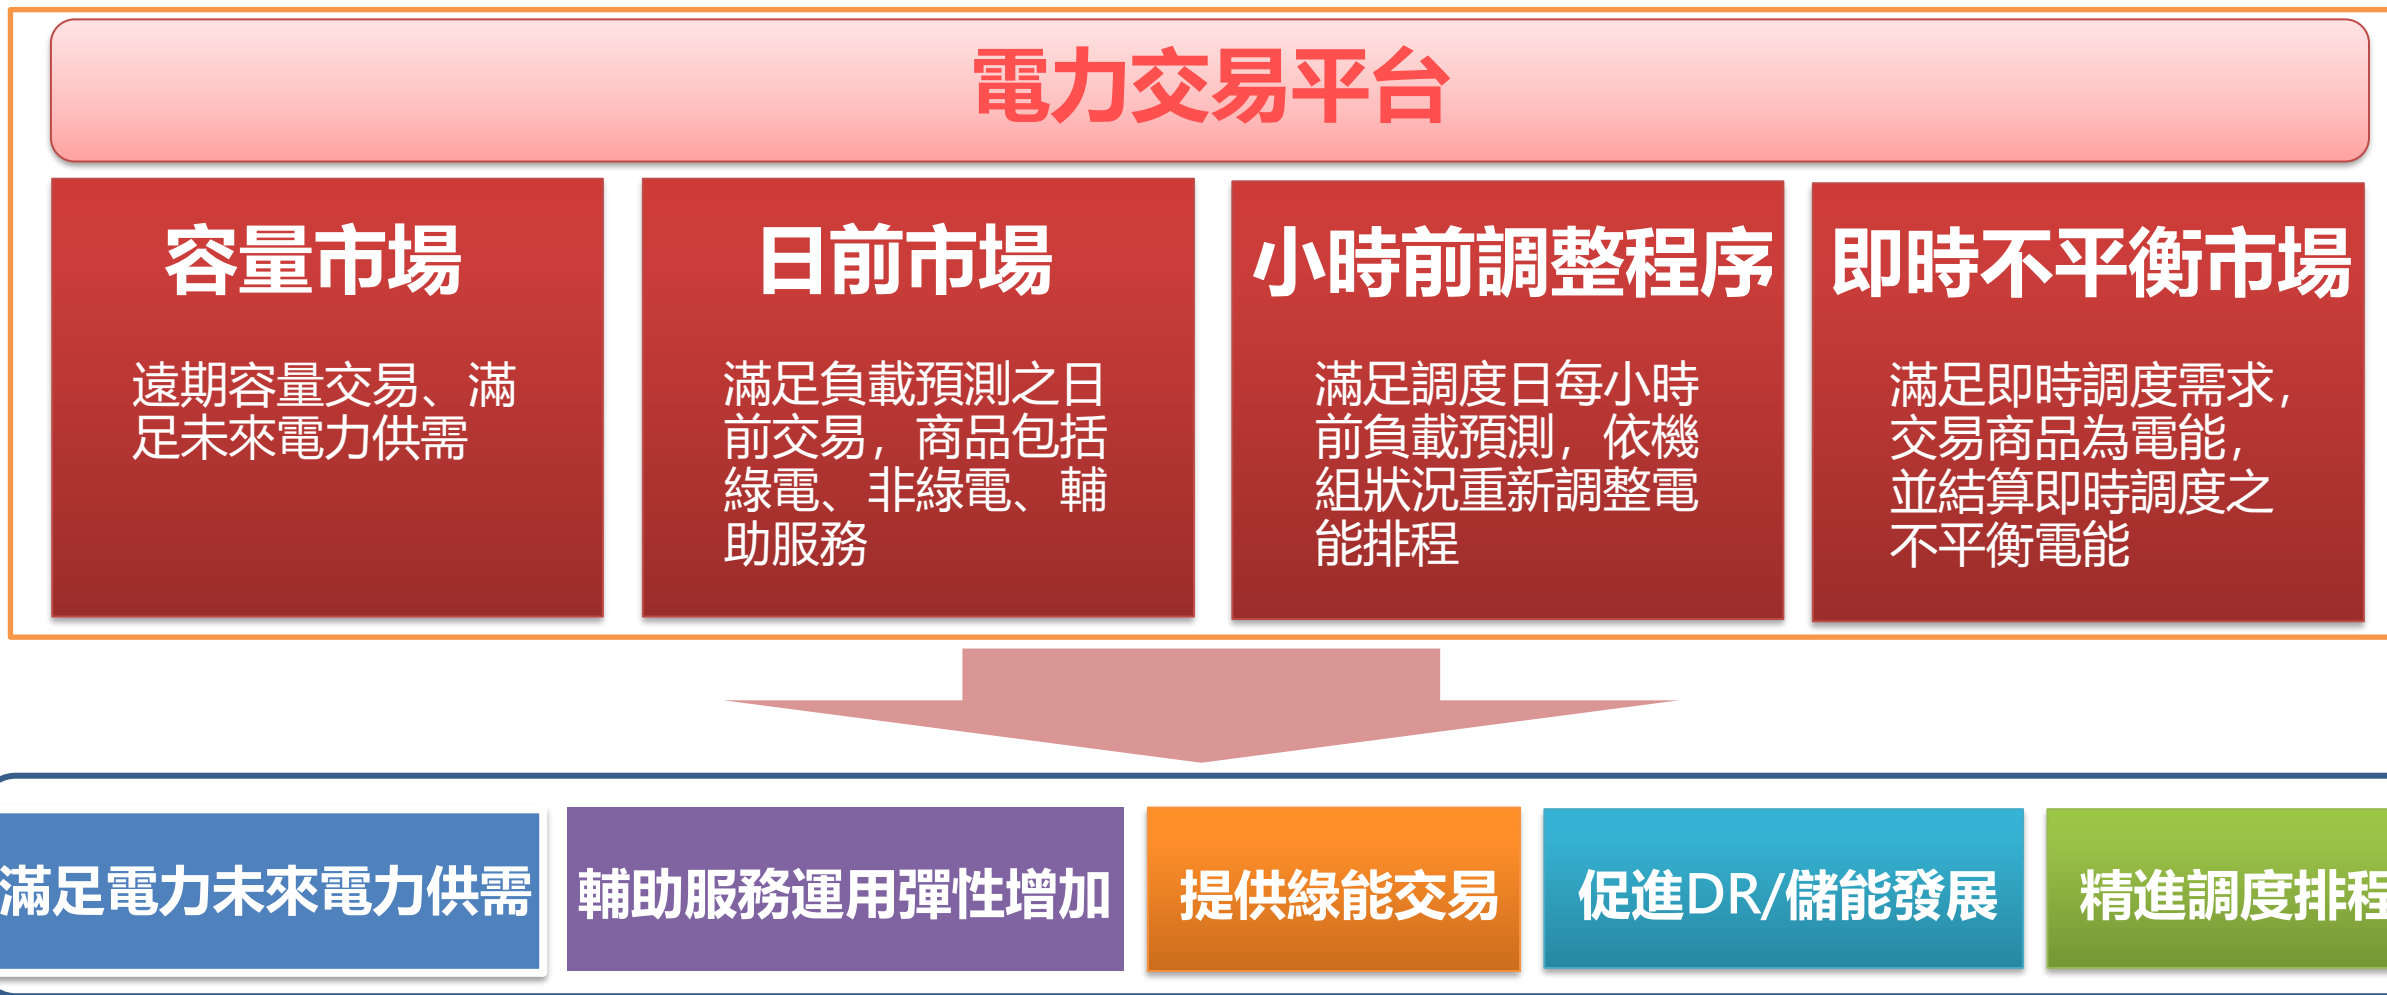 電力交易平台
容量市場
遠期容量交易、滿
足未來電力供需
日前市場
滿足負載預測之日
前交易，商品包括
綠電、非綠電、輔
助服務
小時前調整程序
滿足調度日每小時
前負載預測，依機
組狀況重新調整電
能排程
即時不平衡市場
滿足即時調度需求，
交易商品為電能，
並結算即時調度之
不平衡電能
滿足電力未來電力供需
輔助服務運用彈性增加
提供綠能交易
促進DR/儲能發展
精進調度排程